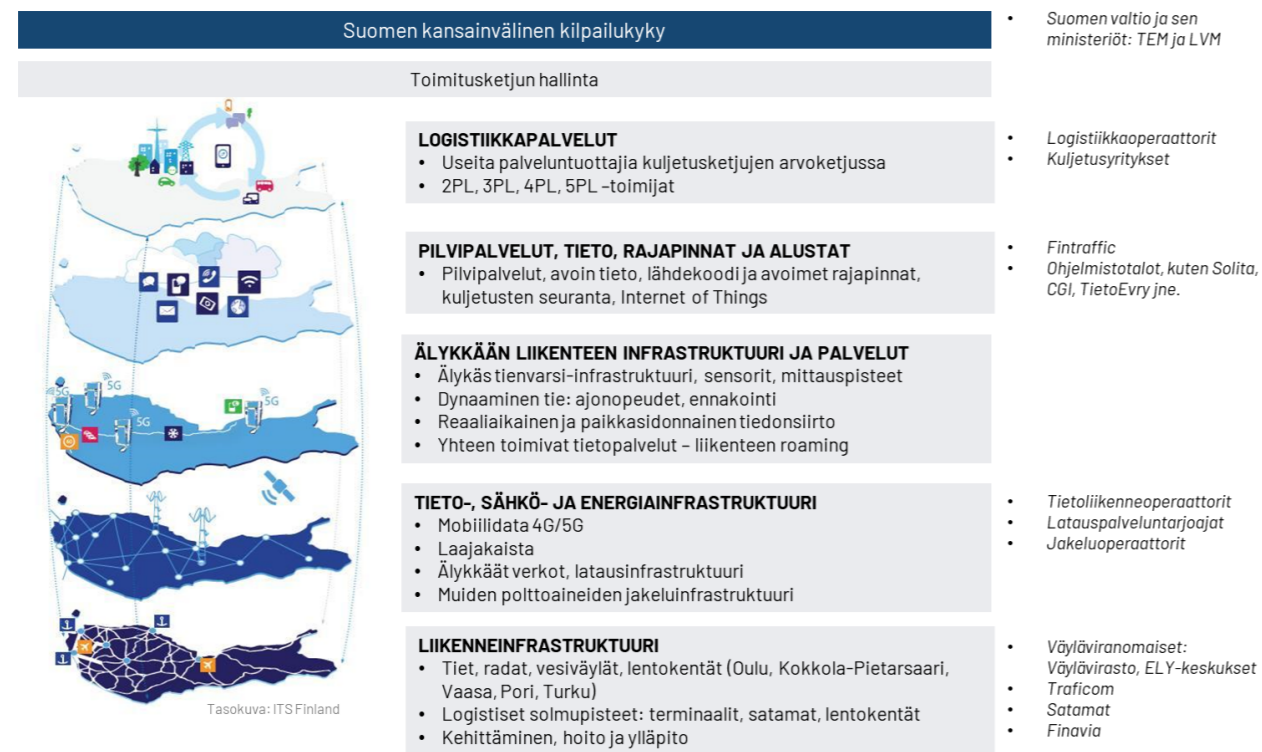 Suomen kansainvälinen kilpailukyky
• Suomen valtio ja sen
ministeriöt: TEM ja LVM
Toimitusketjun hallinta
LOGISTIIKKAPALVELUT
• Useita palveluntuottajia kuljetusketjujen arvoketjussa
• 2PL, 3PL, 4PL, 5PL –toimijat
• Logistiikkaoperaattorit
• Kuljetusyritykset
PILVIPALVELUT, TIETO, RAJAPINNAT JA ALUSTAT
• Pilvipalvelut, avoin tieto, lähdekoodi ja avoimet rajapinnat,
kuljetusten seuranta, Internet of Things
• Fintraffic
• Ohjelmistotalot, kuten Solita,
CGI, TietoEvry jne.
ÄLYKKÄÄN LIIKENTEEN INFRASTRUKTUURI JA PALVELUT
• Älykäs tienvarsi-infrastruktuuri, sensorit, mittauspisteet
• Dynaaminen tie: ajonopeudet, ennakointi
• Reaaliaikainen ja paikkasidonnainen tiedonsiirto
• Yhteen toimivat tietopalvelut – liikenteen roaming
5G
5G
5G
5G
TIETO-, SÄHKÖ- JA ENERGIAINFRASTRUKTUURI
• Mobiilidata 4G/5G
• Laajakaista
• Älykkäät verkot, latausinfrastruktuuri
• Muiden polttoaineiden jakeluinfrastruktuuri
• Tietoliikenneoperaattorit
• Latauspalveluntarjoajat
• Jakeluoperaattorit
LIIKENNEINFRASTRUKTUURI
• Tiet, radat, vesiväylät, lentokentät (Oulu, Kokkola-Pietarsaari,
Vaasa, Pori, Turku)
• Logistiset solmupisteet: terminaalit, satamat, lentokentät
• Kehittäminen, hoito ja ylläpito
• Väyläviranomaiset:
Väylävirasto, ELY-keskukset
• Traficom
• Satamat
• Finavia
Tasokuva: ITS Finland